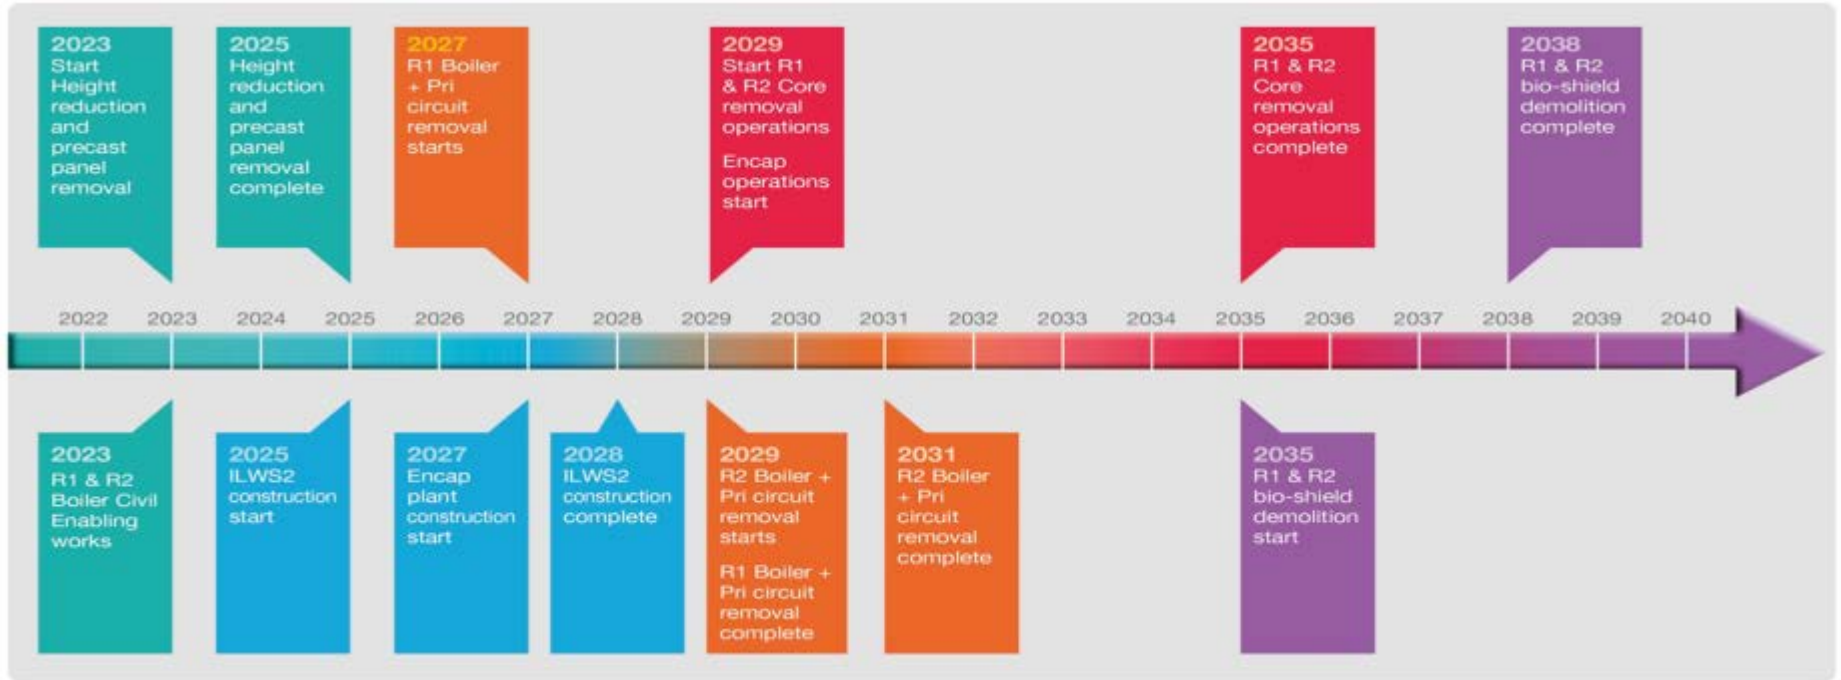 2023
Start
Height
reduction
and
precast
panel
removal
2025
Height
reduction
and
precast
panel
removal
complete
2027
R1 Boiler
+ Pri
circuit
removal
starts
2029
Start R1
& R2 Core
removal
operations
Encap
operations
start
2035
R1 & R2
Core
removal
operations
complete
2038
R1 & R2
bio-shield
demolition
complete
2022 2023 2024 2025 2026 2027 2028 2029 2030 2031 2032 2033 2034 2035 2036 2037 2038 2039 2040
2023
R1 & R2
Boiler Civil
Enabling
works
2025
ILWS2
construction
start
2027
Encap
plant
construction
start
2028
ILWS2
construction
complete
2029
R2 Boiler +
Pri circuit
removal
starts
R1 Boiler +
Pri circuit
removal
complete
2031
R2 Boiler
+ Pri
circuit
removal
complete
2035
R1 & R2
bio-shield
demolition
start